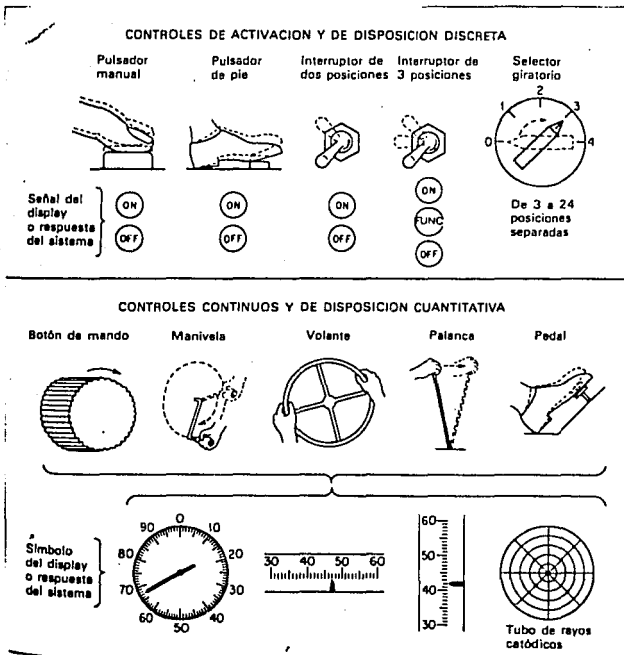 CONTROLES DE ACTIVACION Y DE DISPOSICION DISCRETA
Pulsador
manual
Pulsador
de pie
Interruptor de
dos posiciones
Interruptor de
3 posiciones
Selector
giratorio
0
1
2
3
4
Señal del
display
o respuesta
del sistema
ON
OFF
ON
OFF
ON
OFF
ON
FUNC
OFF
De 3 a 24
posiciones
separadas
CONTROLES CONTINUOS Y DE DISPOSICION CUANTITATIVA
Botón de mando
Manivela
Volante
Palanca
Pedal
Símbolo
del display
o respuesta
del sistema
0
10
20
30
40
50
60
70
80
90
30 40 50 60
60
50
40
30
Tubo de rayos
catódicos